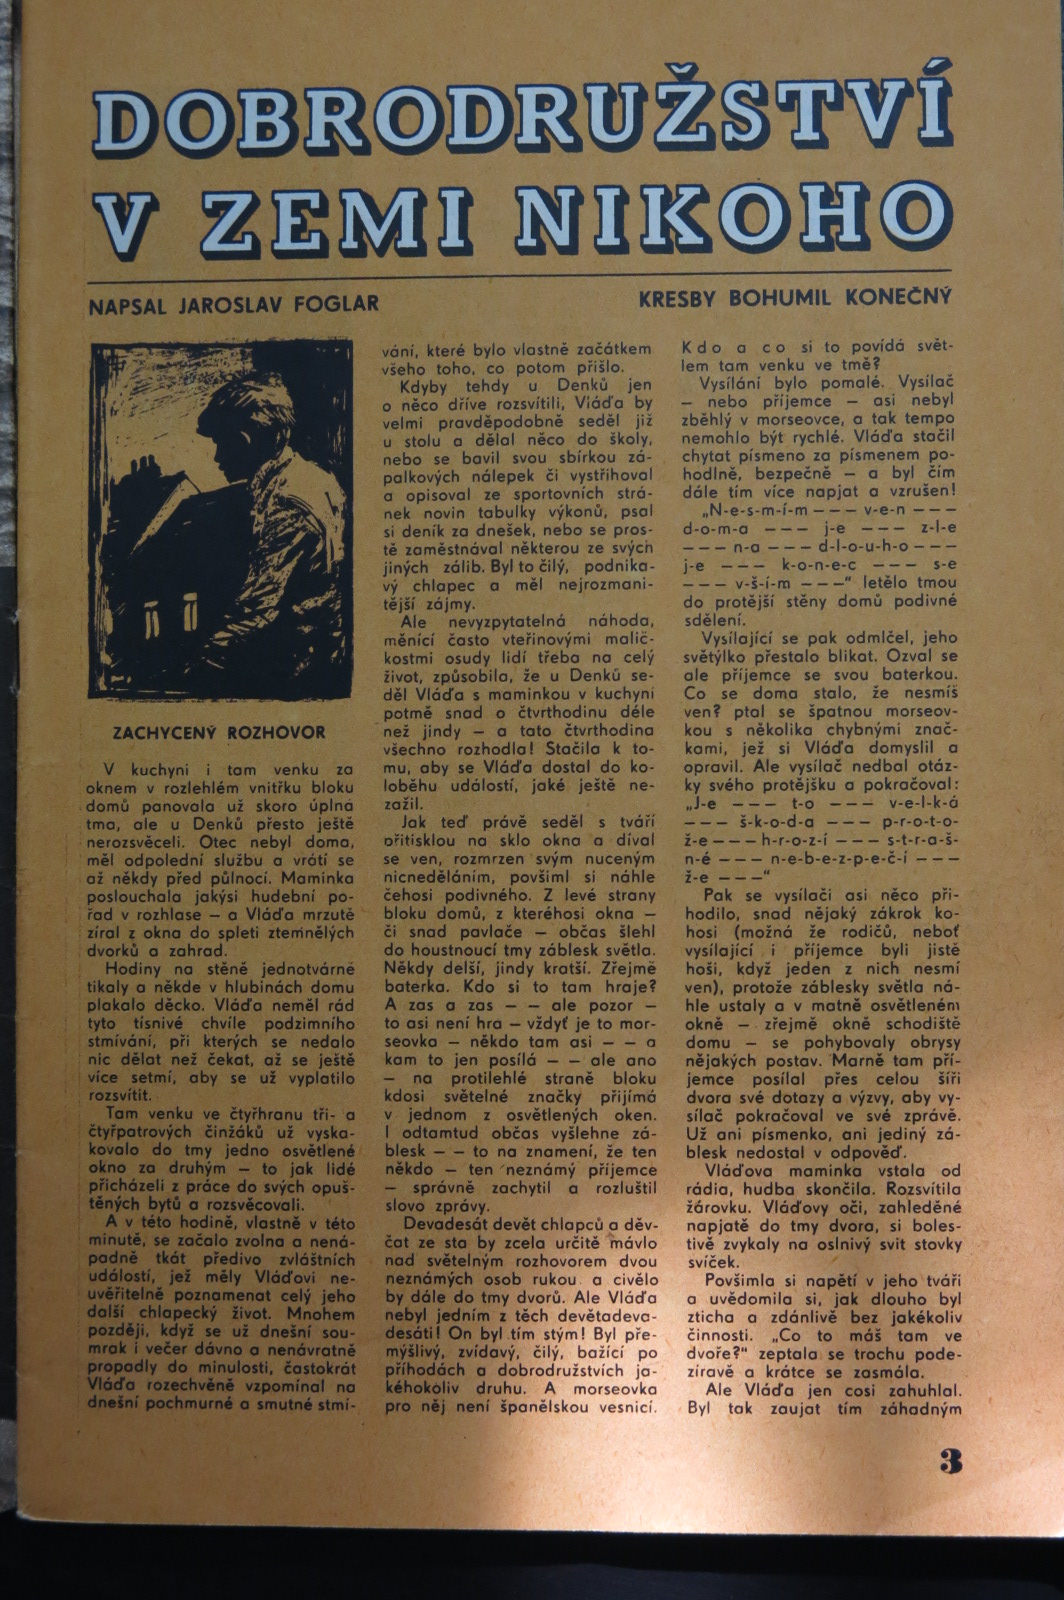 DOBRODRUŽSTVÍ
V ZEMI NIKOHO
NAPSAL JAROSLAV FOGLAR
KRESBY BOHUMIL KONEČNÝ
ZACHYCENÝ ROZHOVOR
V kuchyni i tam venku za
oknem v rozlehlém vnitřku bloku
domů panovala už skoro úplná
tma, ale u Denků přesto ještě
nerozsvěceli. Otec nebyl doma,
měl odpolední službu a vrátí se
až někdy před půlnocí. Maminka
poslouchala jakýsi hudební po-
řad v rozhlase – a Vláďa mrzutě
zíral z okna do spleti ztemnělých
dvorků a zahrad.
Hodiny na stěně jednotvárně
tikaly a někde v hlubinách domu
plakalo děcko. Vláďa neměl rád
tyto tísnivé chvíle podzimního
stmívání, při kterých se nedalo
nic dělat než čekat, až se ještě
více setmí, aby se už vyplatilo
rozsvítit.
Tam venku ve čtyřhranu tří- a
čtyřpatrových činžáků už vyska-
kovalo do tmy jedno osvětlené
okno za druhým – to jak lidé
přicházeli z práce do svých opuš-
těných bytů a rozsvěcovali.
A v této hodině, vlastně v této
minutě, se začalo zvolna a nená-
padně tkát předivo zvláštních
událostí, jež měly Vláďovi ne-
uvěřitelně poznamenat celý jeho
další chlapecký život. Mnohem
později, když se už dnešní sou-
mrak i večer dávno a nenávratně
propadly do minulosti, častokrát
Vláďa rozechvěně vzpomínal na
dnešní pochmurné a smutné stmí-
vání, které bylo vlastně začátkem
všeho toho, co potom přišlo.
Kdyby tehdy u Denků jen
o něco dříve rozsvítili, Vláďa by
velmi pravděpodobně seděl již
u stolu a dělal něco do školy,
nebo se bavil svou sbírkou zá-
palkových nálepek či vystřihoval
a opisoval ze sportovních strá-
nek novin tabulky výkonů, psal
si deník za dnešek, nebo se pros-
tě zaměstnával některou ze svých
jiných zálib. Byl to čilý, podnika-
vý chlapec a měl nejrozmani-
tější zájmy.
Ale nevyzpytatelná náhoda,
měnící často vteřinovými malič-
kostmi osudy lidí třeba na celý
život, způsobila, že u Denků se-
děl Vláďa s maminkou v kuchyni
potmě snad o čtvrthodinu déle
než jindy – a tato čtvrthodina
všechno rozhodla! Stačila k to-
mu, aby se Vláďa dostal do ko-
loběhu událostí, jaké ještě ne-
zažil.
Jak teď právě seděl s tváří
přitisklou na sklo okna a díval
se ven, rozmrzen svým nuceným
nicneděláním, povšiml si náhle
čehosi podivného. Z levé strany
bloku domů, z kteréhosi okna –
či snad pavlače – občas šlehl
do houstnoucí tmy záblesk světla.
Někdy delší, jindy kratší. Zřejmě
baterka. Kdo si to tam hraje?
A zas a zas – – ale pozor –
to asi není hra – vždyť je to mor-
seovka – někdo tam asi – – a
kam to jen posílá – – ale ano
– na protilehlé straně bloku
kdosi světelné značky přijímá
v jednom z osvětlených oken.
I odtamtud občas vyšlehne zá-
blesk – – to na znamení, že ten
někdo – ten neznámý příjemce
– správně zachytil a rozluštil
slovo zprávy.
Devadesát devět chlapců a děv-
čat ze sta by zcela určitě mávlo
nad světelným rozhovorem dvou
neznámých osob rukou a civělo
by dále do tmy dvorů. Ale Vláďa
nebyl jedním z těch devětadeva-
desáti! On byl tím stým! Byl pře-
mýšlivý, zvídavý, čilý, bažící po
příhodách a dobrodružstvích ja-
kéhokoliv druhu. A morseovka
pro něj není španělskou vesnicí.
Kdo a co si to povídá svět-
lem tam venku ve tmě?
Vysílání bylo pomalé. Vysílač
– nebo příjemce – asi nebyl
zběhlý v morseovce, a tak tempo
nemohlo být rychlé. Vláďa stačil
chytat písmeno za písmenem po-
hodlně, bezpečně – a byl čím
dále tím více napjat a vzrušen!
„N-e-s-m-í-m – – – v-e-n – – –
d-o-m-a – – – j-e – – – z-l-e
– – – n-a – – – d-l-o-u-h-o – – –
j-e – – – k-o-n-e-c – – – s-e
– – – v-š-í-m – – –“ letělo tmou
do protější stěny domů podivné
sdělení.
Vysílající se pak odmlčel, jeho
světýlko přestalo blikat. Ozval se
ale příjemce se svou baterkou.
Co se doma stalo, že nesmíš
ven? ptal se špatnou morseov-
kou s několika chybnými znač-
kami, jež si Vláďa domyslil a
opravil. Ale vysílač nedbal otáz-
ky svého protějšku a pokračoval:
„J-e – – – t-o – – – v-e-l-k-á
– – – š-k-o-d-a – – – p-r-o-t-o-
ž-e – – – h-r-o-z-í – – – s-t-r-a-š-
n-é – – – n-e-b-e-z-p-e-č-í – – –
ž-e – – –“
Pak se vysílači asi něco při-
hodilo, snad nějaký zákrok ko-
hosi (možná že rodičů, neboť
vysílající i příjemce byli jistě
hoši, když jeden z nich nesmí
ven), protože záblesky světla ná-
hle ustaly a v matně osvětleném
okně – zřejmě okně schodiště
domu – se pohybovaly obrysy
nějakých postav. Marně tam pří-
jemce posílal přes celou šíři
dvora své dotazy a výzvy, aby vy-
sílač pokračoval ve své zprávě.
Už ani písmenko, ani jediný zá-
blesk nedostal v odpověď.
Vláďova maminka vstala od
rádia, hudba skončila. Rozsvítila
žárovku. Vláďovy oči, zahleděné
napjatě do tmy dvora, si boles-
tivě zvykaly na oslnivý svit stovky
svíček.
Povšimla si napětí v jeho tváři
a uvědomila si, jak dlouho byl
zticha a zdánlivě bez jakékoliv
činnosti. „Co to máš tam ve
dvoře?“ zeptala se trochu pode-
zíravě a krátce se zasmála.
Ale Vláďa jen cosi zahuhlal.
Byl tak zaujat tím záhadným
3